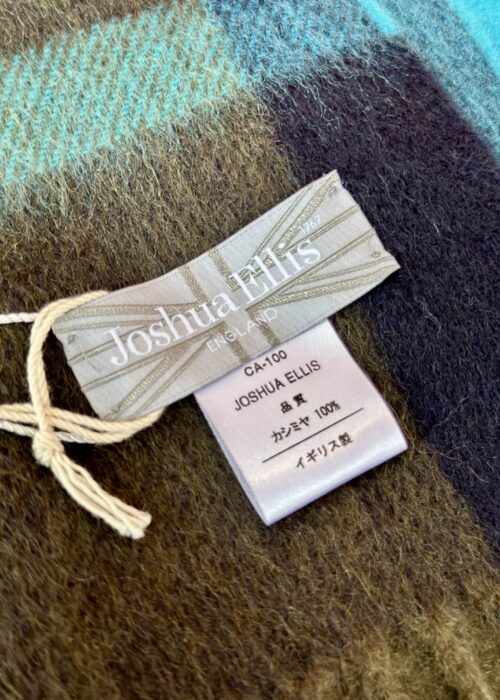 Joshua Ellis 1767
ENGLAND
CA-100
JOSHUA ELLIS
品質
カシミヤ 100%
イギリス製